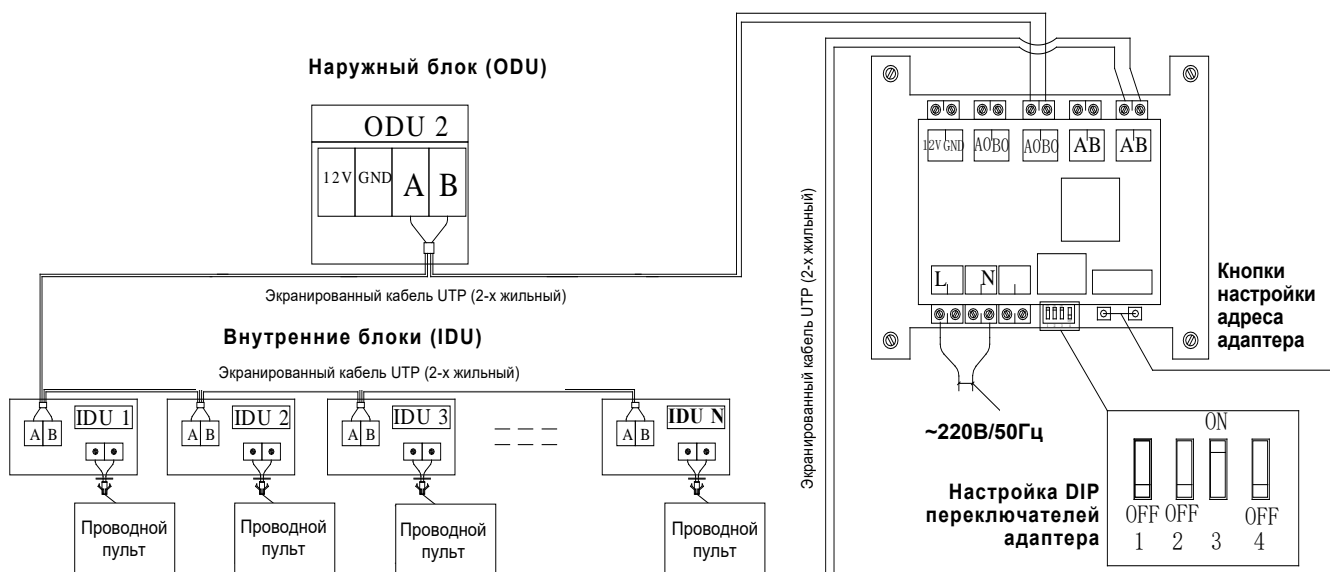 Наружный блок (ODU)
ODU 2
12V GND A B
Экранированный кабель UTP (2-х жильный)
Внутренние блоки (IDU)
Экранированный кабель UTP (2-х жильный)
IDU 1
A B
IDU 2
A B
IDU 3
A B
IDU N
A B
Проводной
пульт
Проводной
пульт
Проводной
пульт
Проводной
пульт
Экранированный кабель UTP (2-х жильный)
12V GND A0 B0 A0 B0 A B A B
L N
~220В/50Гц
Кнопки
настройки
адреса
адаптера
Настройка DIP
переключателей
адаптера
ON
OFF OFF OFF
1 2 3 4